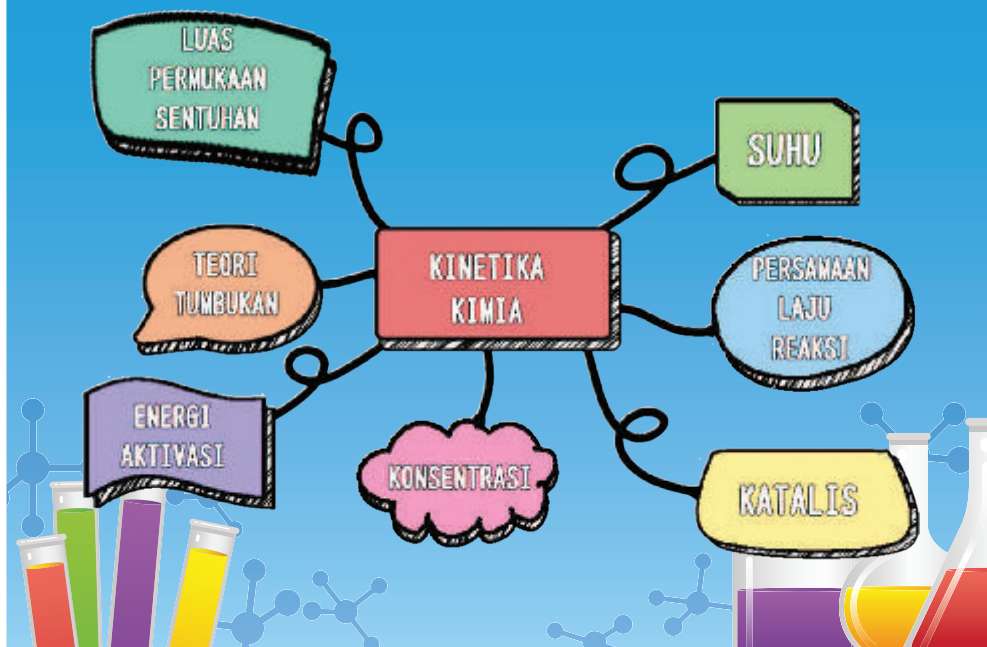 LUAS
PERMUKAAN
SENTUHAN
SUHU
TEORI
TUMBUKAN
KINETIKA
KIMIA
PERSAMAAN
LAJU
REAKSI
ENERGI
AKTIVASI
KONSENTRASI
KATALIS